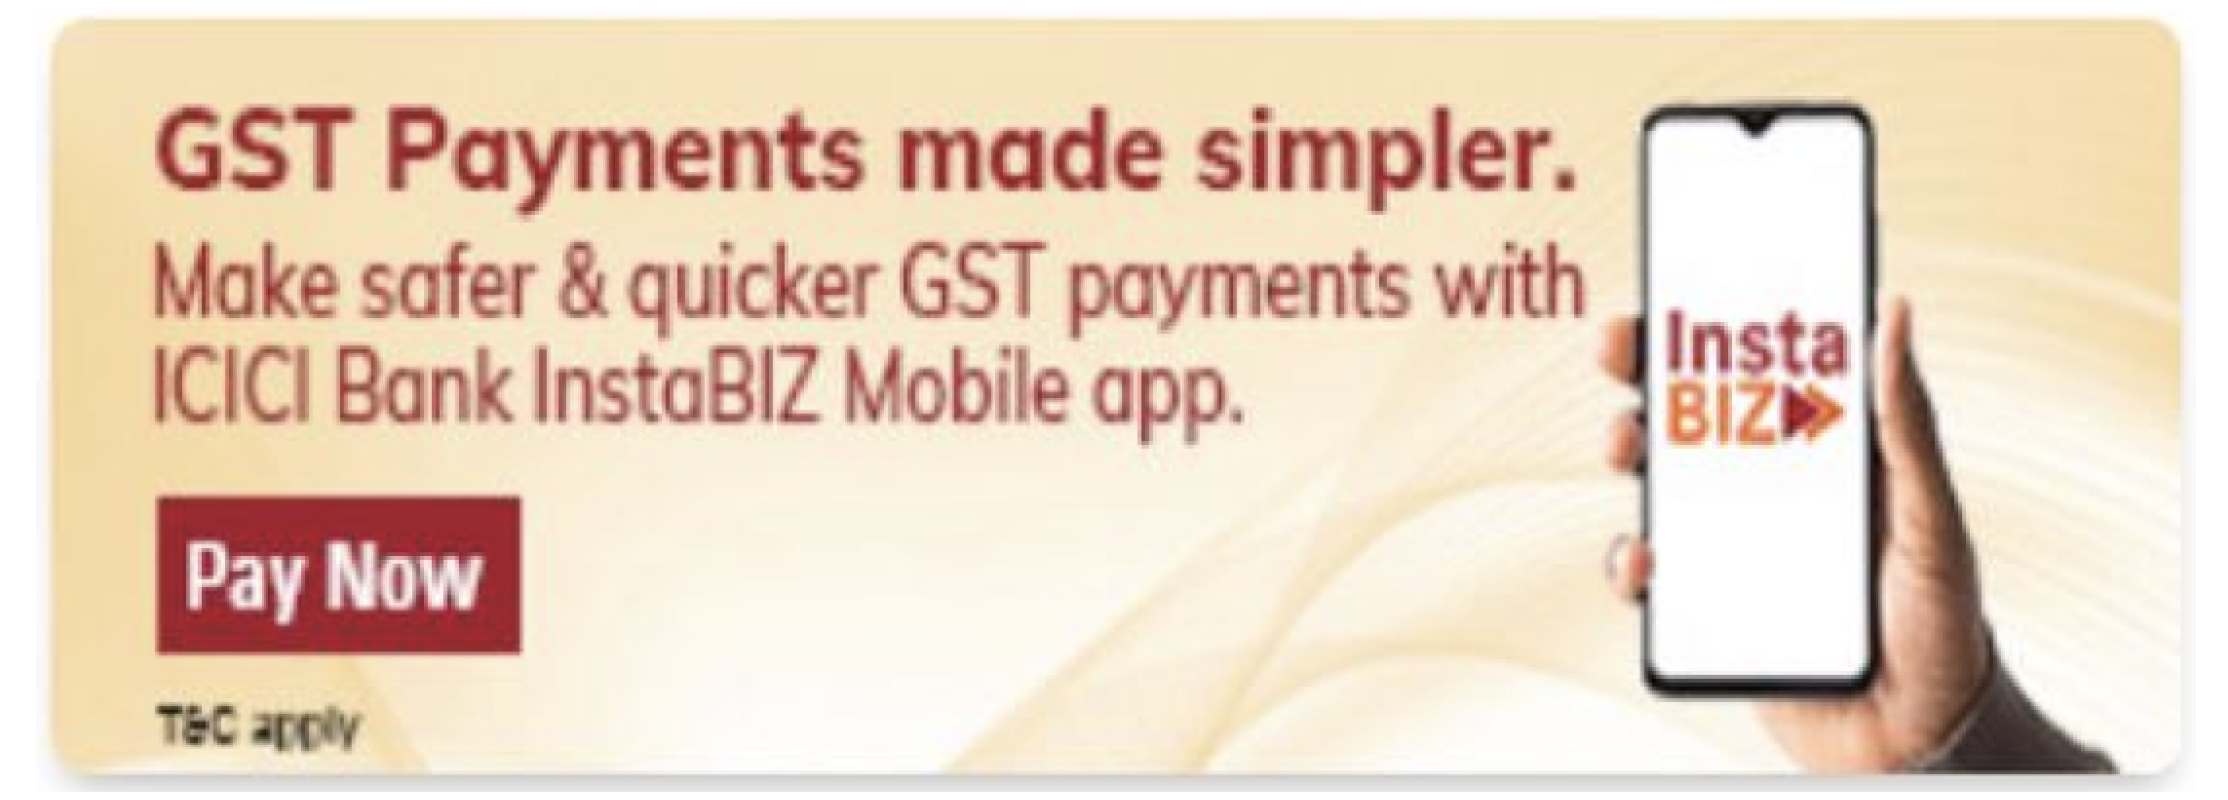 GST Payments made simpler.
Make safer & quicker GST payments with
ICICI Bank InstaBIZ Mobile app.
Insta
BIZ
Pay Now
T&C apply